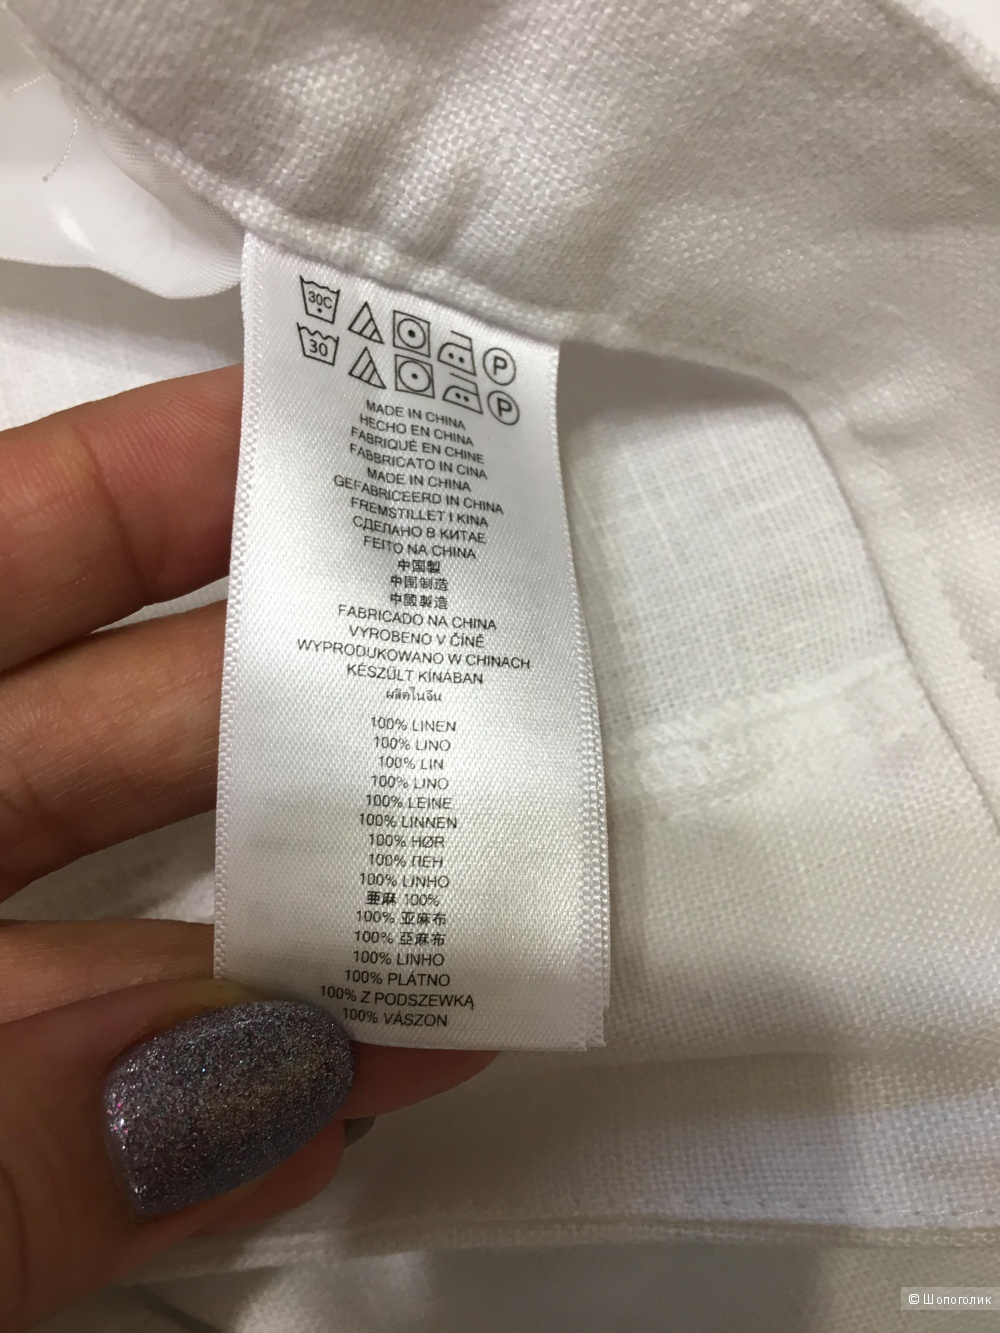 30C P
30 P
MADE IN CHINA
HECHO EN CHINA
FABRIQUÉ EN CHINE
FABBRICATO IN CINA
MADE IN CHINA
GEFABRICEERD IN CHINA
FREMSTILLET I KINA
СДЕЛАНО В КИТАЕ
FEITO NA CHINA
中国製
中国制造
中國製造
FABRICADO NA CHINA
VYROBENO V ČÍNĚ
WYPRODUKOWANO W CHINACH
KÉSZÜLT KÍNÁBAN
ผลิตในจีน
100% LINEN
100% LINO
100% LIN
100% LINO
100% LEINE
100% LINNEN
100% HØR
100% ЛЕН
100% LINHO
亜麻 100%
100% 亚麻布
100% 亞麻布
100% LINHO
100% PLÁTNO
100% Z PODSZEWKĄ
100% VÁSZON
© Шопоголик